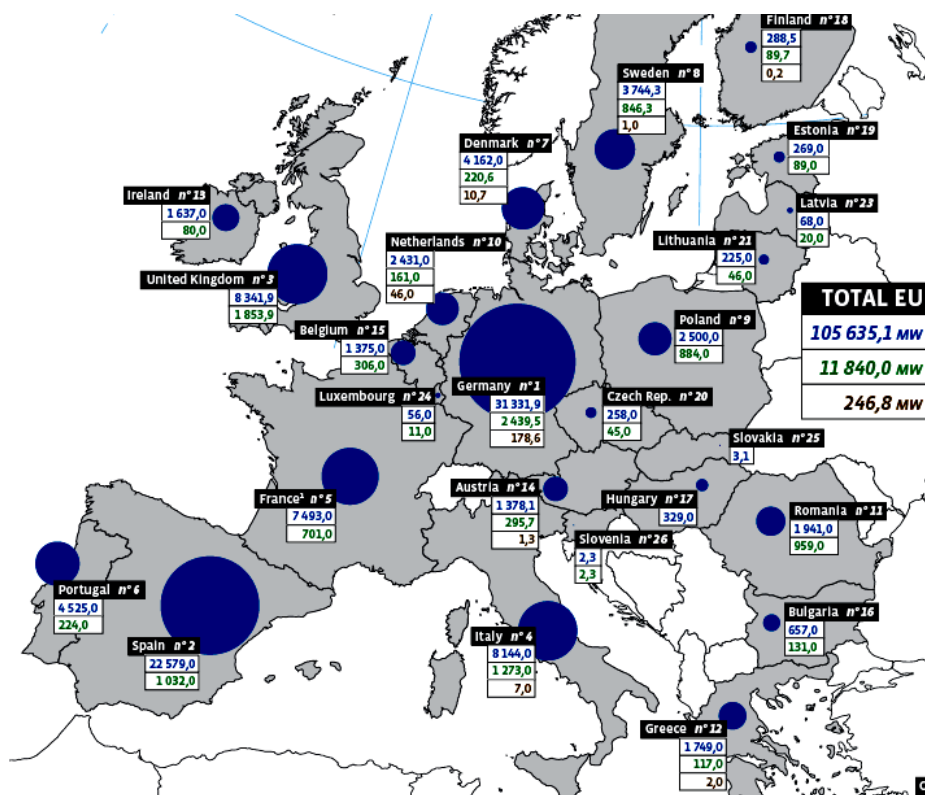 Finland n°18
288,5
89,7
0,2
Sweden n°8
3 744,3
846,3
1,0
Estonia n°19
269,0
89,0
Denmark n°7
4 162,0
220,6
10,7
Ireland n°13
1 637,0
80,0
Latvia n°23
68,0
20,0
Lithuania n°21
225,0
46,0
Netherlands n°10
2 431,0
161,0
46,0
United Kingdom n°3
8 341,9
1 853,9
TOTAL EU
105 635,1 MW
11 840,0 MW
246,8 MW
Belgium n°15
1 375,0
306,0
Poland n°9
2 500,0
884,0
Luxembourg n°24
56,0
11,0
Germany n°1
31 331,9
2 439,5
178,6
Czech Rep. n°20
258,0
45,0
Slovakia n°25
3,1
France¹ n°5
7 493,0
701,0
Austria n°14
1 378,1
295,7
1,3
Hungary n°17
329,0
Romania n°11
1 941,0
959,0
Slovenia n°26
2,3
2,3
Portugal n°6
4 525,0
224,0
Spain n°2
22 579,0
1 032,0
Italy n°4
8 144,0
1 273,0
7,0
Bulgaria n°16
657,0
131,0
Greece n°12
1 749,0
117,0
2,0